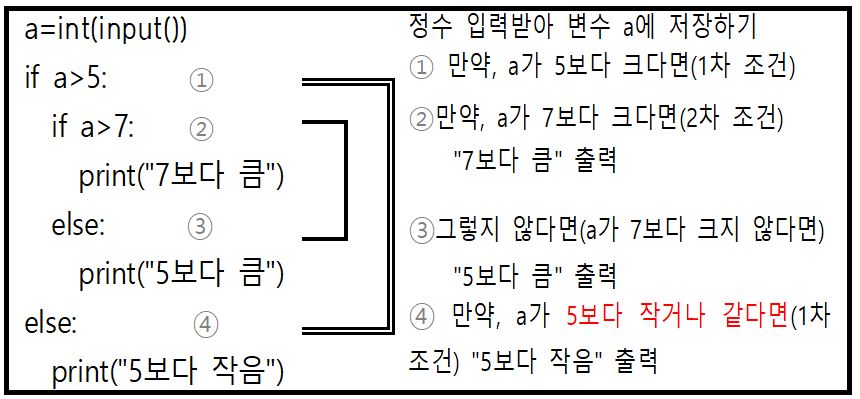 a=int(input())
if a>5: ①
if a>7: ②
print("7보다 큼")
else: ③
print("5보다 큼")
else: ④
print("5보다 작음")
정수 입력받아 변수 a에 저장하기
① 만약, a가 5보다 크다면(1차 조건)
②만약, a가 7보다 크다면(2차 조건)
"7보다 큼" 출력
③그렇지 않다면(a가 7보다 크지 않다면)
"5보다 큼" 출력
④ 만약, a가 5보다 작거나 같다면(1차
조건) "5보다 작음" 출력